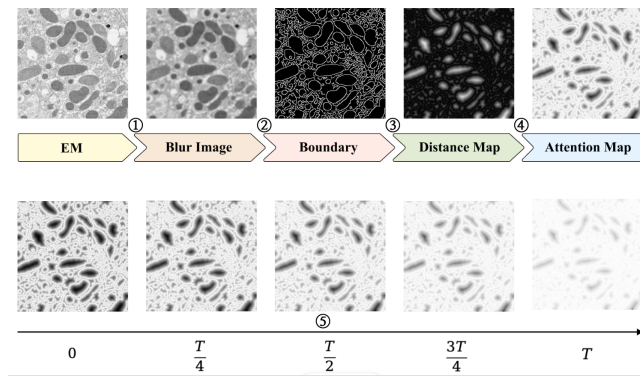 ① ② ③ ④
EM Blur Image Boundary Distance Map Attention Map
⑤
0 T/4 T/2 3T/4 T